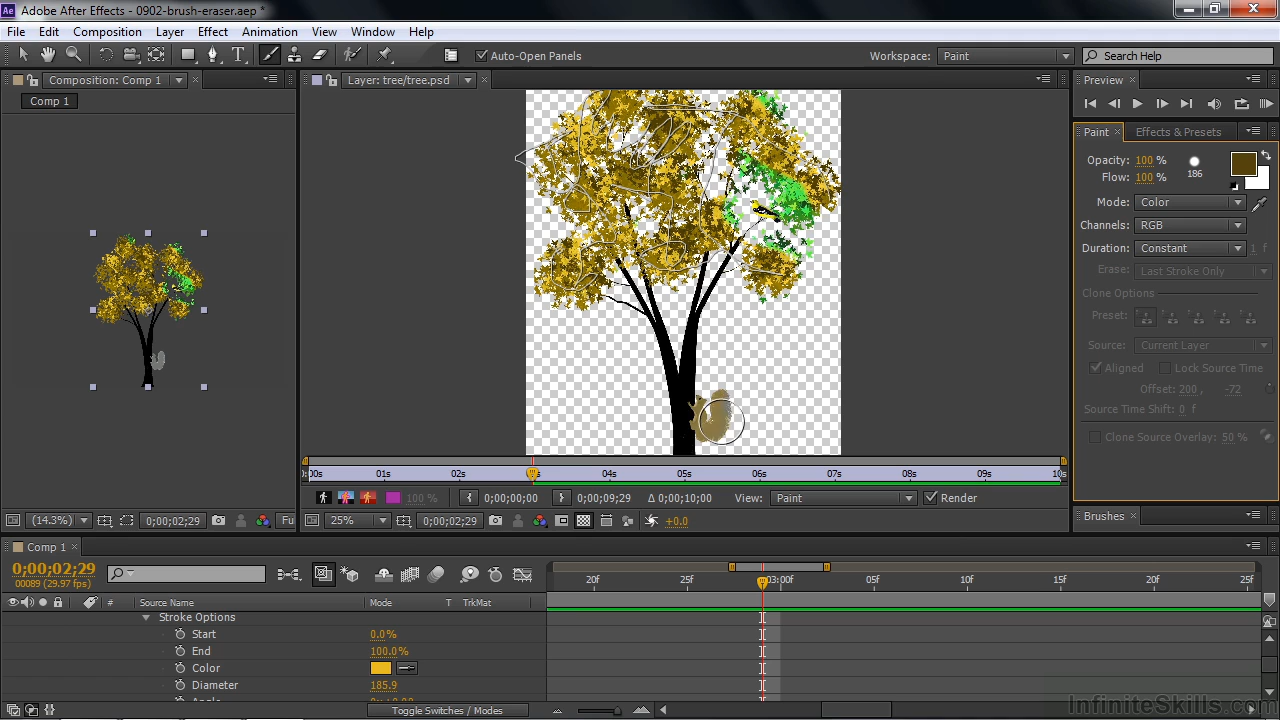 Adobe After Effects - 0902-brush-eraser.aep *
File Edit Composition Layer Effect Animation View Window Help
Auto-Open Panels
Workspace: Paint
Search Help
Composition: Comp 1
Layer: tree/tree.psd
Preview
Comp 1
Paint Effects & Presets
Opacity: 100 %
Flow: 100 %
186
Mode: Color
Channels: RGB
Duration: Constant 1 f
Erase: Last Stroke Only
Clone Options
Preset:
Source: Current Layer
Aligned Lock Source Time
Offset: 200 , -72
Source Time Shift: 0 f
Clone Source Overlay: 50 %
Brushes
00s 01s 02s 04s 05s 06s 07s 08s 09s 10s
100 % 0;00;00;00 0;00;09;29 Δ 0;00;10;00 View: Paint Render
(14.3%) 0;00;02;29 Fu
25% 0;00;02;29 +0.0
Comp 1
0;00;02;29
00089 (29.97 fps)
20f 25f 03:00f 05f 10f 15f 20f 25f
# Source Name Mode T TrkMat
Stroke Options
Start 0.0%
End 100.0%
Color
Diameter 185.9
Toggle Switches / Modes
InfiniteSkills.com